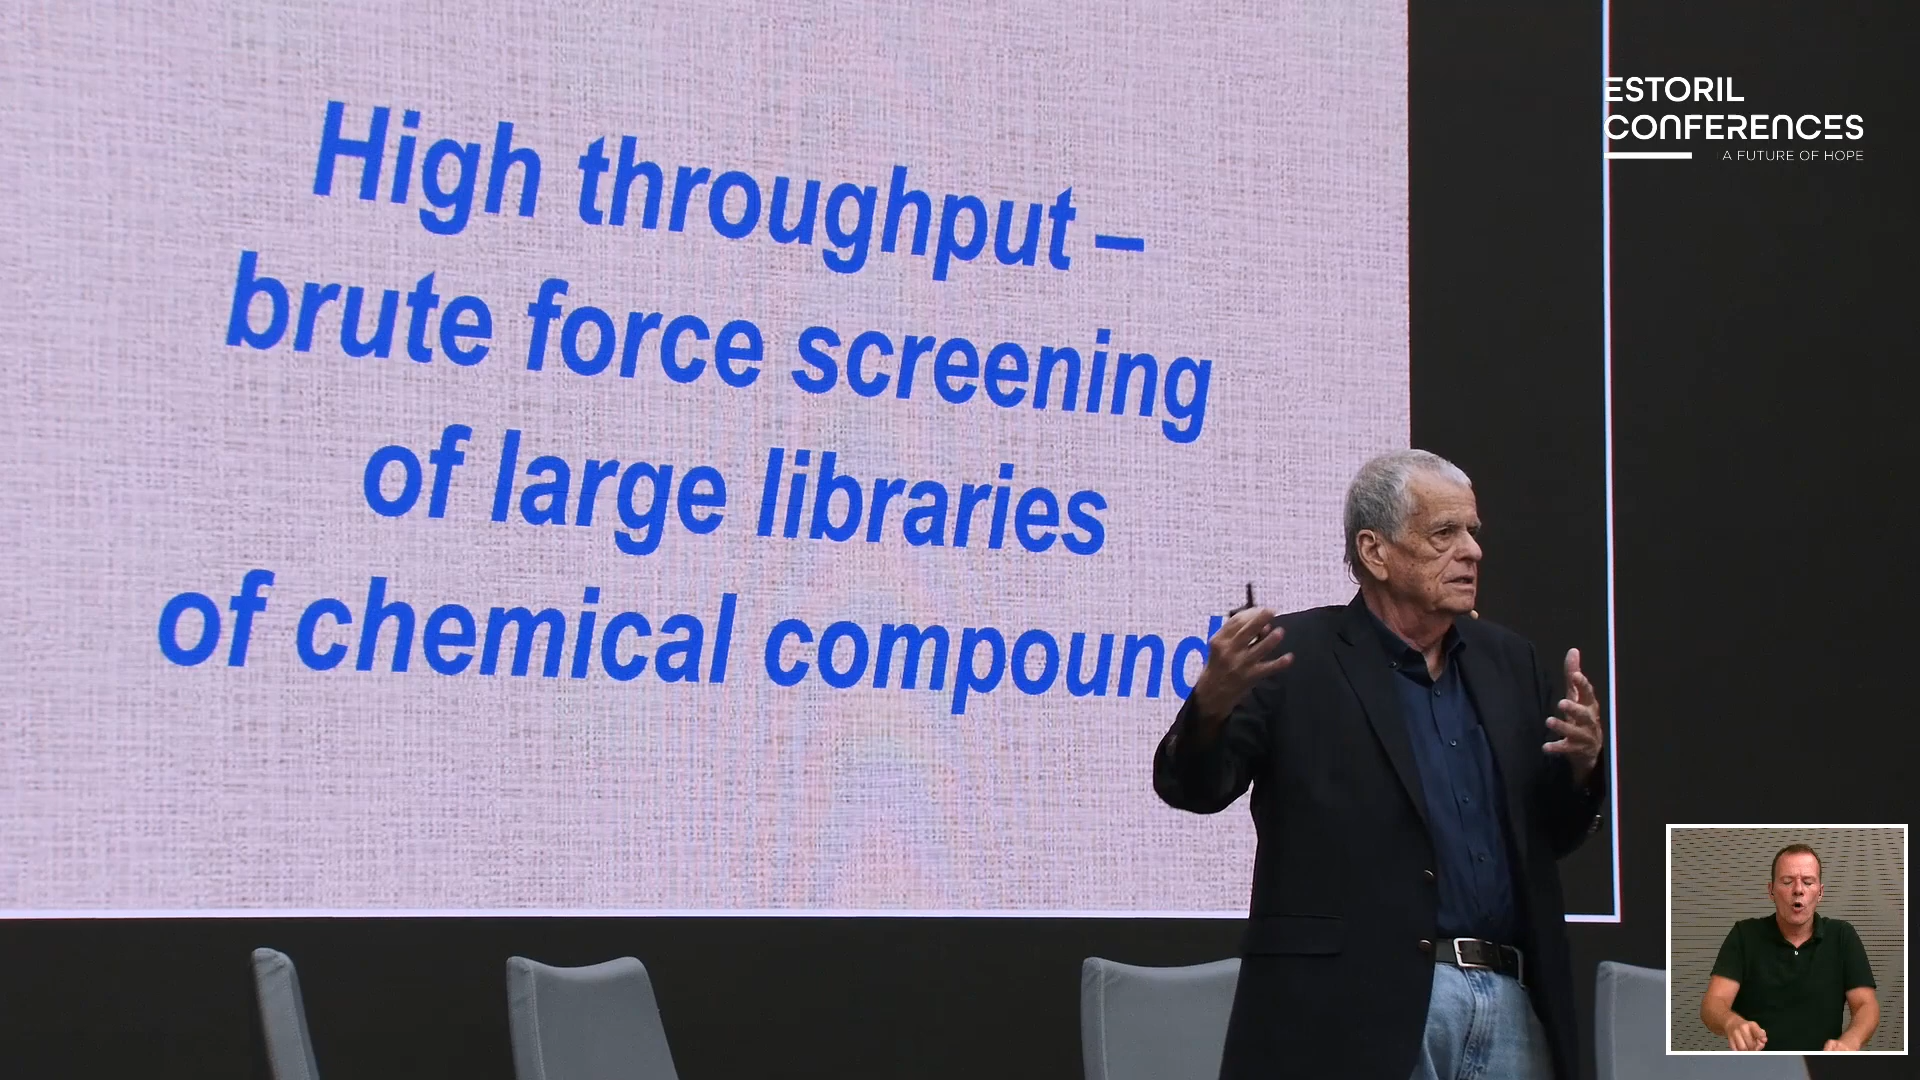 High throughput –
brute force screening
of large libraries
of chemical compound
ESTORIL
CONFERENCES
A FUTURE OF HOPE